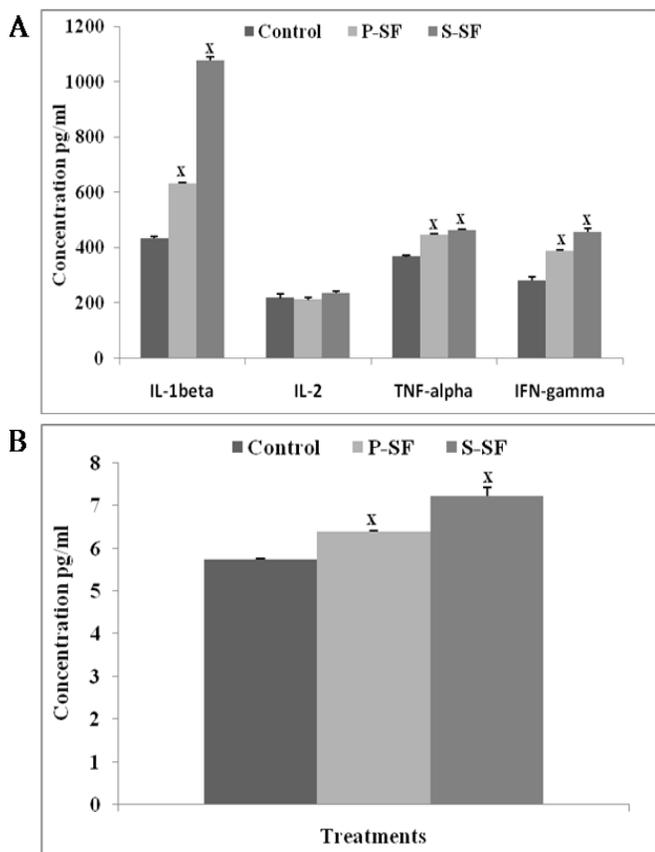 A
Control P-SF S-SF
Concentration pg/ml
1200
1000
800
600
400
200
0
x
x
x
x
x
x
IL-1beta IL-2 TNF-alpha IFN-gamma
B
Control P-SF S-SF
Concentration pg/ml
8
7
6
5
4
3
2
1
0
x
x
Treatments